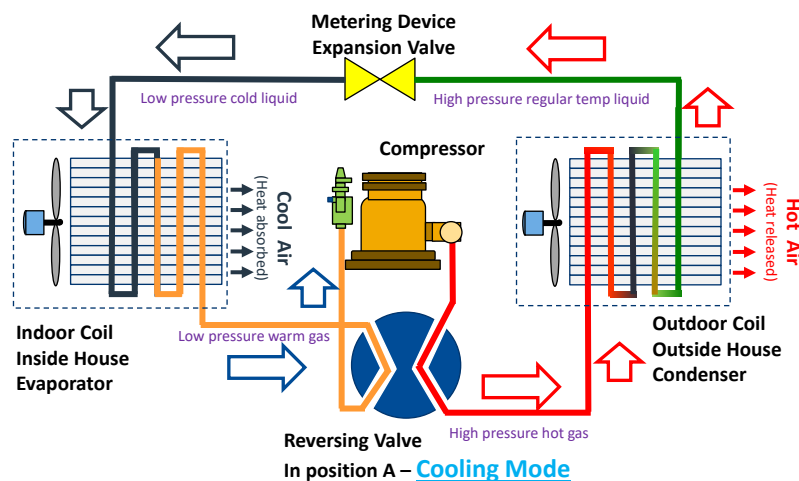 Metering Device
Expansion Valve
Low pressure cold liquid
High pressure regular temp liquid
Compressor
Cool Air
(Heat absorbed)
Hot Air
(Heat released)
Indoor Coil
Inside House
Evaporator
Low pressure warm gas
Outdoor Coil
Outside House
Condenser
High pressure hot gas
Reversing Valve
In position A – Cooling Mode